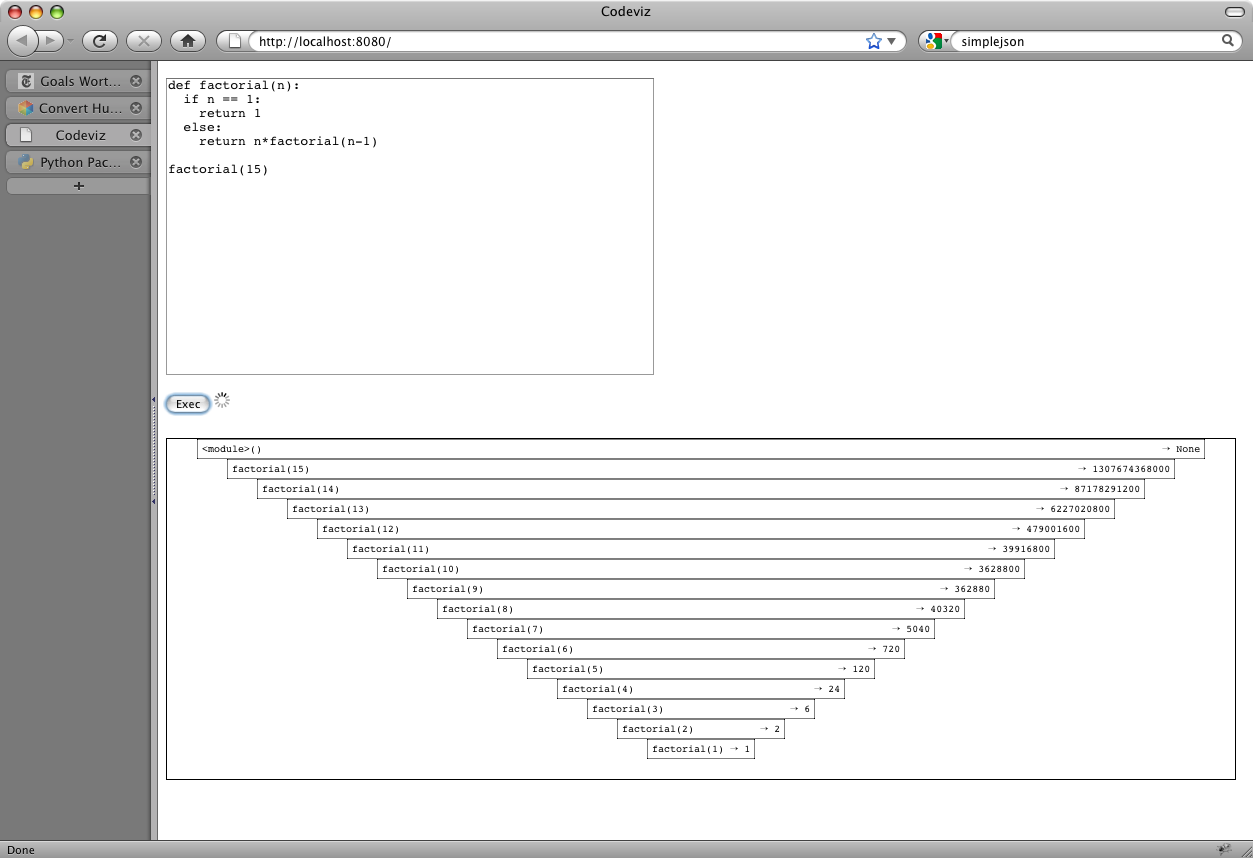 Codeviz
http://localhost:8080/
simplejson
Goals Wort...
Convert Hu...
Codeviz
Python Pac...
+
def factorial(n):
  if n == 1:
    return 1
  else:
    return n*factorial(n-1)
factorial(15)
Exec
<module>() → None
factorial(15) → 1307674368000
factorial(14) → 87178291200
factorial(13) → 6227020800
factorial(12) → 479001600
factorial(11) → 39916800
factorial(10) → 3628800
factorial(9) → 362880
factorial(8) → 40320
factorial(7) → 5040
factorial(6) → 720
factorial(5) → 120
factorial(4) → 24
factorial(3) → 6
factorial(2) → 2
factorial(1) → 1
Done